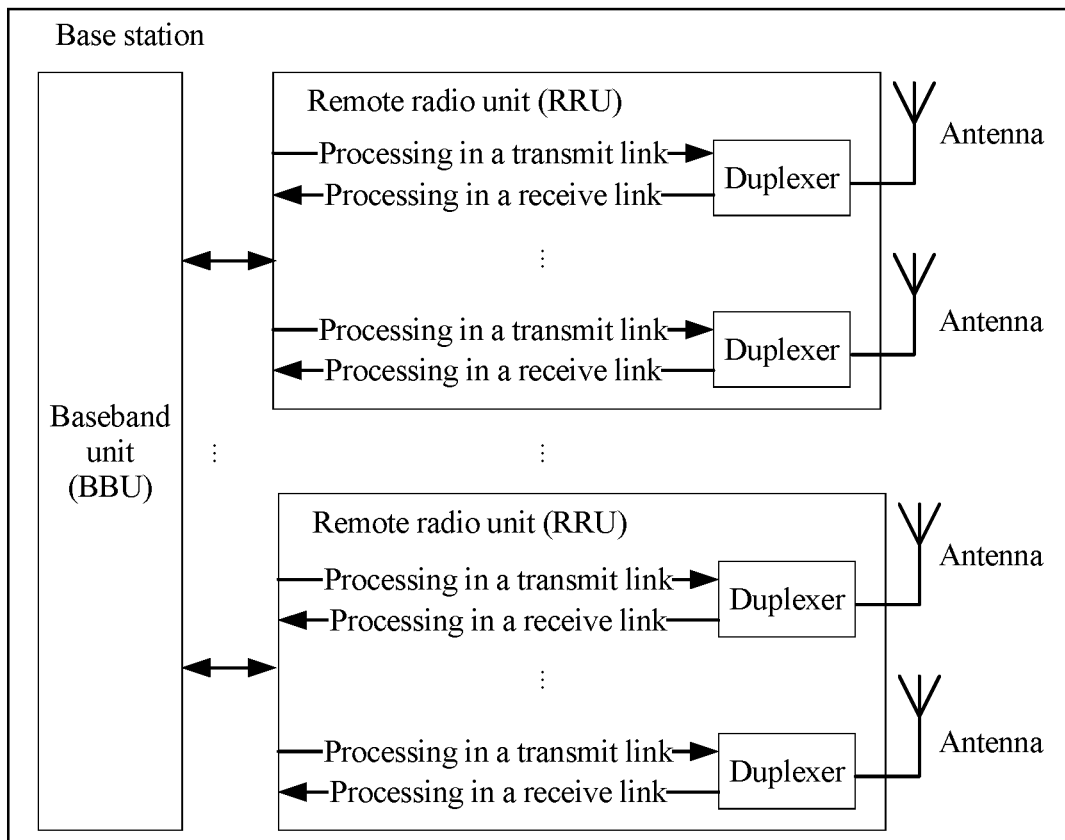 Base station
Remote radio unit (RRU)
Processing in a transmit link
Processing in a receive link
Duplexer
Antenna
⋮
Processing in a transmit link
Processing in a receive link
Duplexer
Antenna
Baseband
unit
(BBU)
⋮
⋮
Remote radio unit (RRU)
Processing in a transmit link
Processing in a receive link
Duplexer
Antenna
⋮
Processing in a transmit link
Processing in a receive link
Duplexer
Antenna